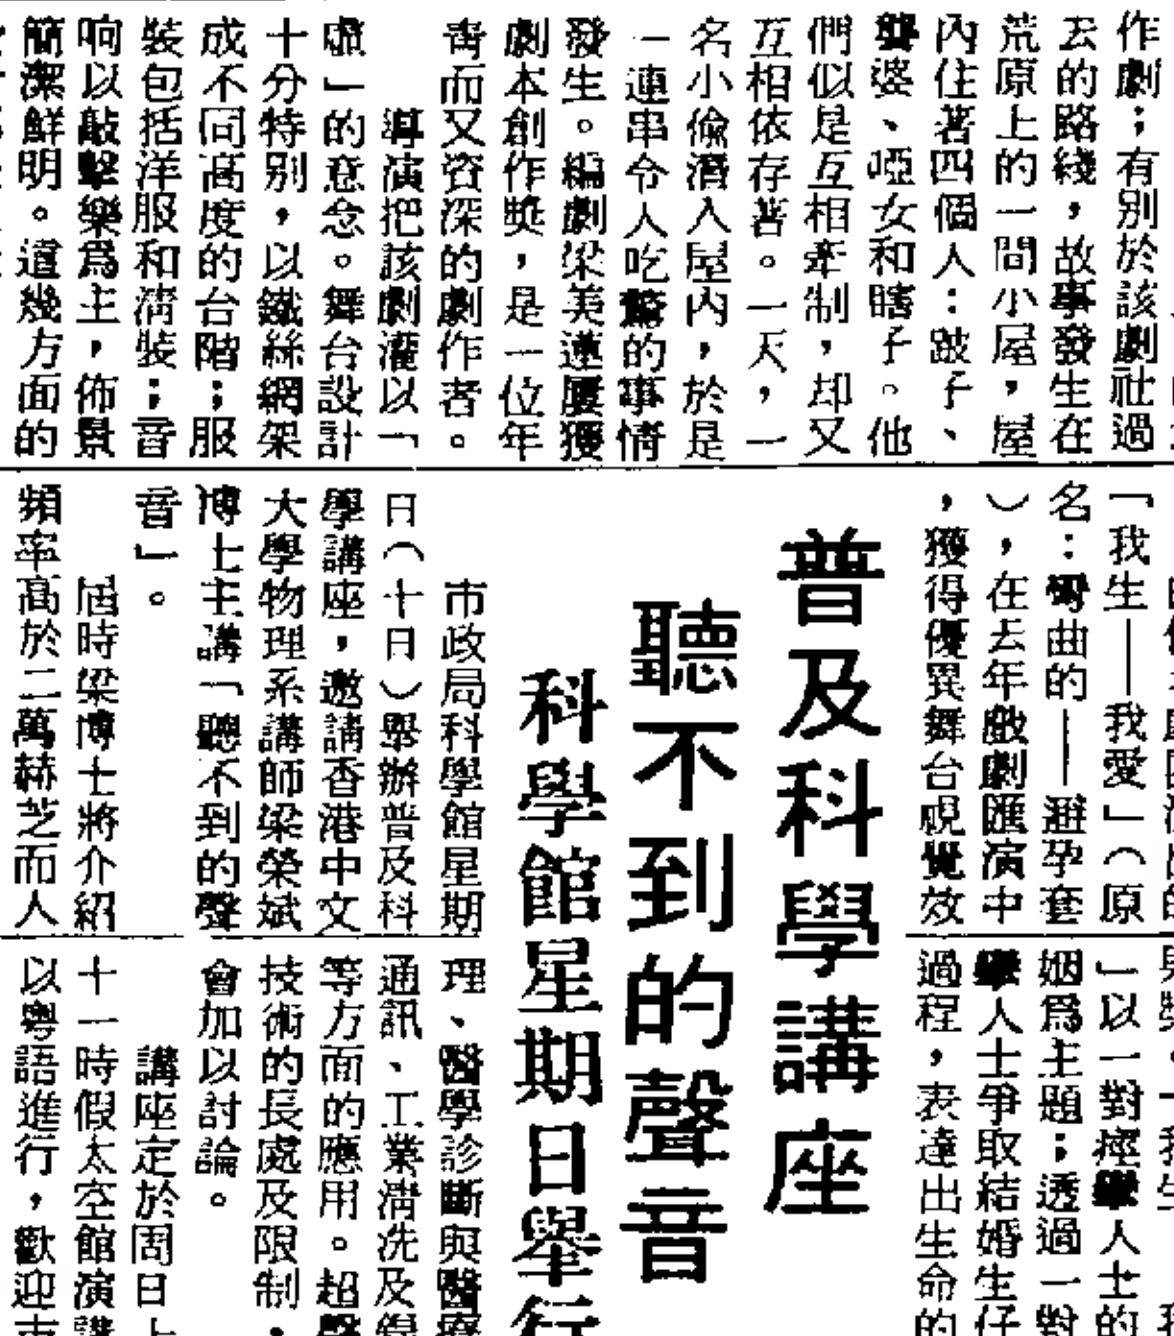 作劇；有別於該劇社過
去的路綫，故事發生在
荒原上的一間小屋，屋
內住著四個人：跛子、
聾婆、啞女和瞎子。他
們似是互相牽制，却又
互相依存著。一天，一
名小偷潛入屋內，於是
一連串令人吃驚的事情
發生。編劇梁美蓮屢獲
劇本創作獎，是一位年
靑而又資深的劇作者。
導演把該劇灌以「
虛」的意念。舞台設計
十分特別，以鐵絲網架
成不同高度的台階；服
裝包括洋服和淸裝；音
响以敲擊樂爲主，佈景
簡潔鮮明。這幾方面的
「我生——我愛」（原
名：彎曲的——避孕套
），在去年戲劇匯演中
，獲得優異舞台視覺效
普及科學講座
聽不到的聲音
科學館星期日舉行
市政局科學館星期
日（十日）舉辦普及科
學講座，邀請香港中文
大學物理系講師梁榮斌
博士主講「聽不到的聲
音」。
屆時梁博士將介紹
頻率高於二萬赫芝而人
」以一對極人士的
姻爲主題；透過一對
人士爭取結婚生仔
過程，表達出生命的
理、醫學診斷與醫療
通訊、工業淸洗及
等方面的應用。超聲
技術的長處及限制，
會加以討論。
講座定於周日上
十一時假太空館演講
以粵語進行，歡迎市